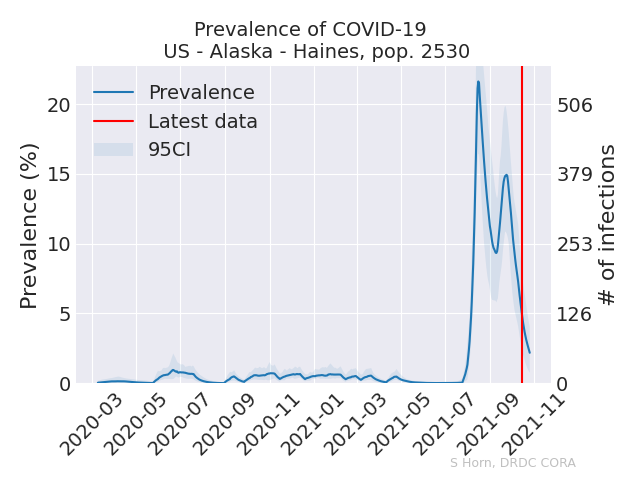 Prevalence of COVID-19
US - Alaska - Haines, pop. 2530
Prevalence
Latest data
95CI
Prevalence (%)
20
15
10
5
0
506
379
253
126
0
# of infections
2020-03
2020-05
2020-07
2020-09
2020-11
2021-01
2021-03
2021-05
2021-07
2021-09
2021-11
S Horn, DRDC CORA